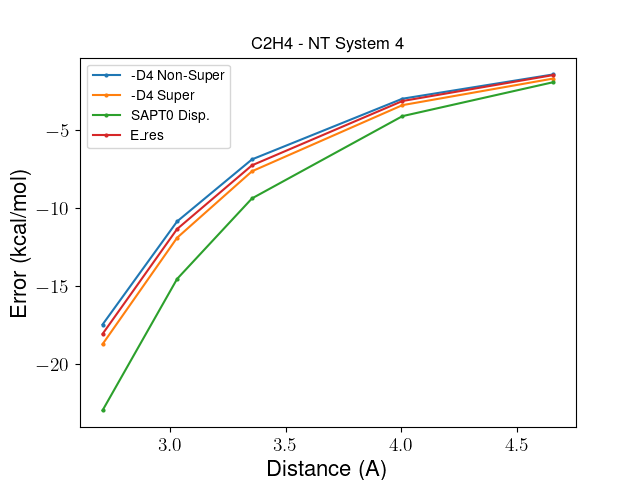 C2H4 - NT System 4
-D4 Non-Super
-D4 Super
SAPT0 Disp.
E_res
−5
−10
−15
−20
Error (kcal/mol)
3.0 3.5 4.0 4.5
Distance (A)